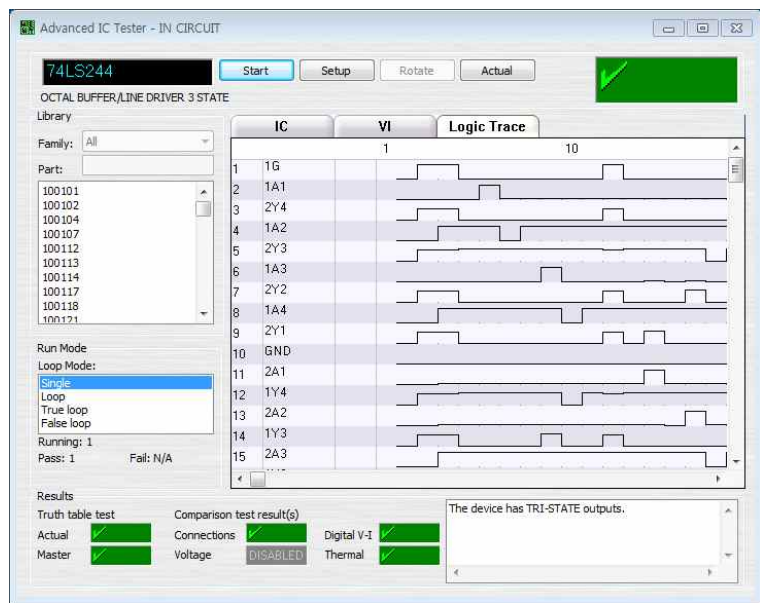 Advanced IC Tester - IN CIRCUIT
74LS244
Start
Setup
Rotate
Actual
OCTAL BUFFER/LINE DRIVER 3 STATE
Library
Family: All
Part:
100101
100102
100104
100107
100112
100113
100114
100117
100118
100121
Run Mode
Loop Mode:
Single
Loop
True loop
False loop
Running: 1
Pass: 1 Fail: N/A
IC VI Logic Trace
1 10
1 1G
2 1A1
3 2Y4
4 1A2
5 2Y3
6 1A3
7 2Y2
8 1A4
9 2Y1
10 GND
11 2A1
12 1Y4
13 2A2
14 1Y3
15 2A3
Results
Truth table test
Actual
Master
Comparison test result(s)
Connections
Digital V-I
Voltage DISABLED
Thermal
The device has TRI-STATE outputs.